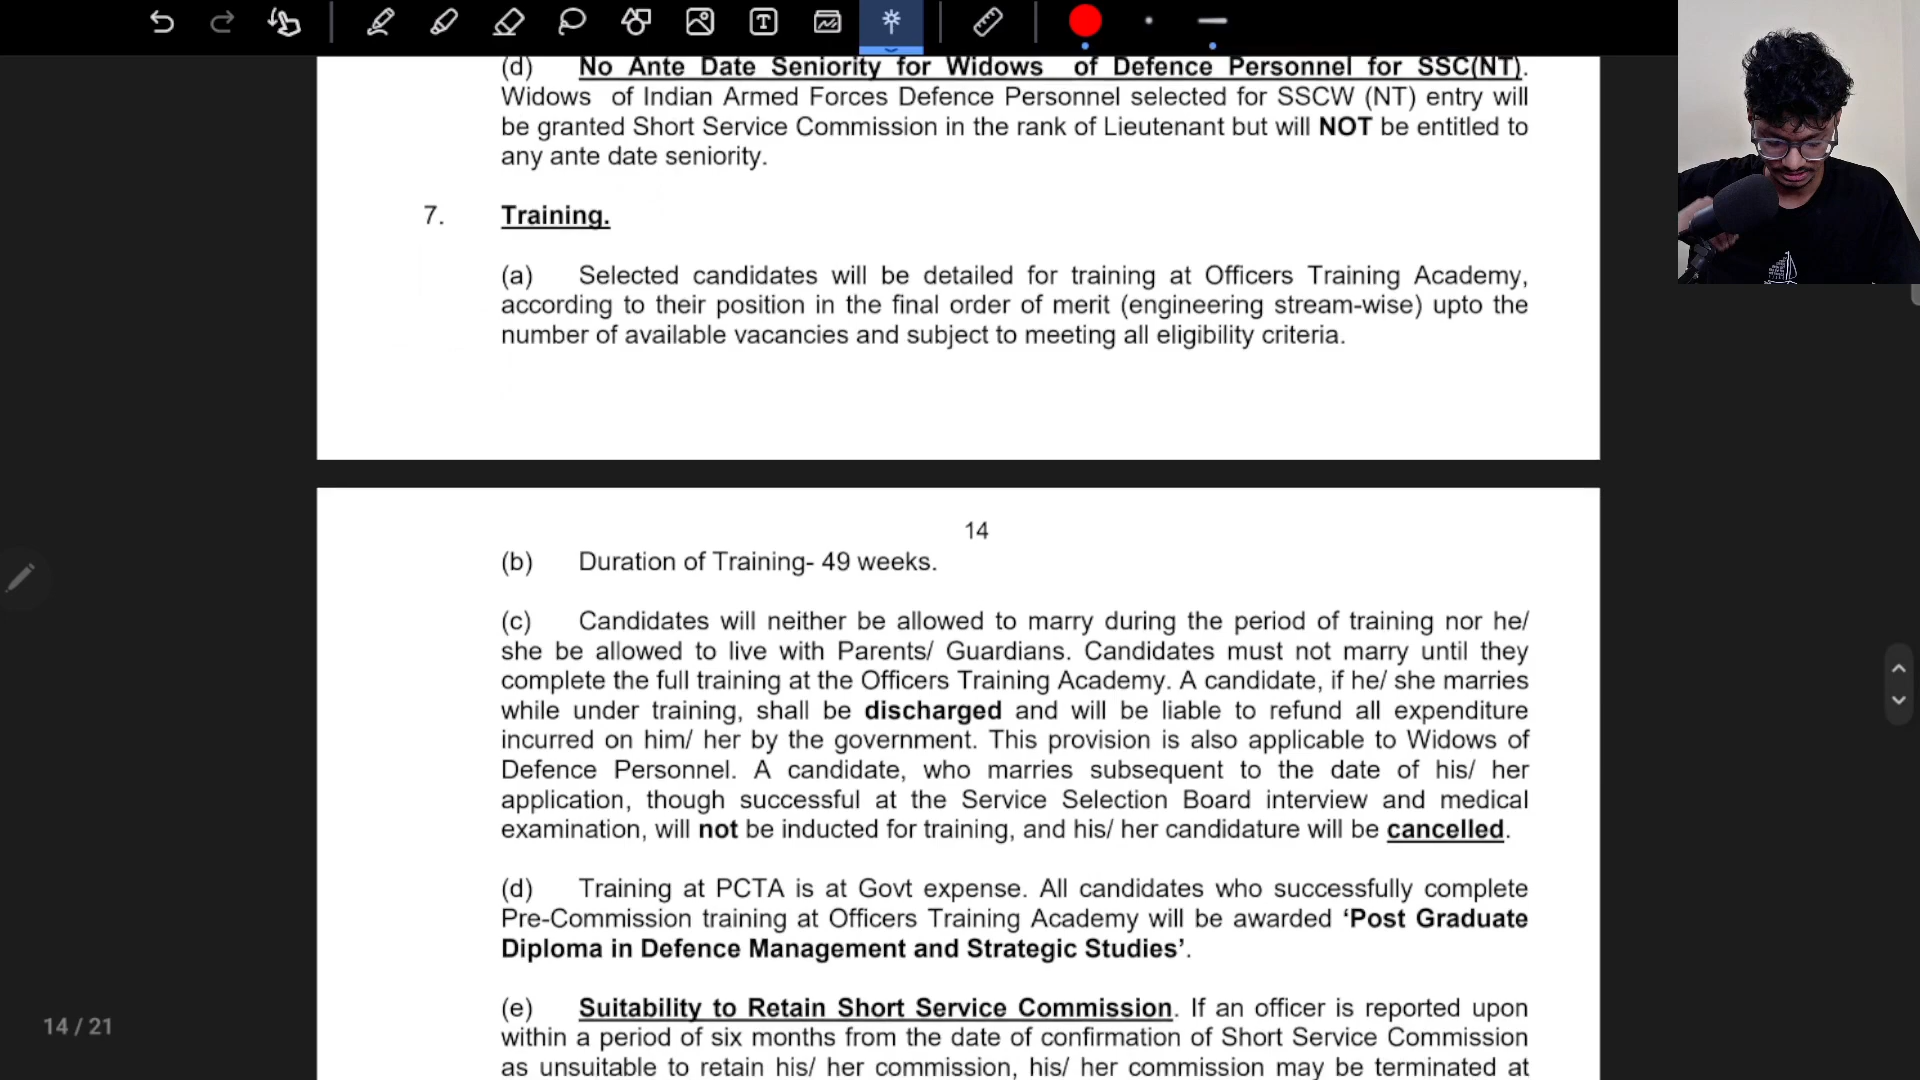 (d) No Ante Date Seniority for Widows of Defence Personnel for SSC(NT).
Widows of Indian Armed Forces Defence Personnel selected for SSCW (NT) entry will
be granted Short Service Commission in the rank of Lieutenant but will NOT be entitled to
any ante date seniority.
7. Training.
(a) Selected candidates will be detailed for training at Officers Training Academy,
according to their position in the final order of merit (engineering stream-wise) upto the
number of available vacancies and subject to meeting all eligibility criteria.
14
(b) Duration of Training- 49 weeks.
(c) Candidates will neither be allowed to marry during the period of training nor he/
she be allowed to live with Parents/ Guardians. Candidates must not marry until they
complete the full training at the Officers Training Academy. A candidate, if he/ she marries
while under training, shall be discharged and will be liable to refund all expenditure
incurred on him/ her by the government. This provision is also applicable to Widows of
Defence Personnel. A candidate, who marries subsequent to the date of his/ her
application, though successful at the Service Selection Board interview and medical
examination, will not be inducted for training, and his/ her candidature will be cancelled.
(d) Training at PCTA is at Govt expense. All candidates who successfully complete
Pre-Commission training at Officers Training Academy will be awarded ‘Post Graduate
Diploma in Defence Management and Strategic Studies’.
(e) Suitability to Retain Short Service Commission. If an officer is reported upon
within a period of six months from the date of confirmation of Short Service Commission
as unsuitable to retain his/ her commission, his/ her commission may be terminated at
14 / 21